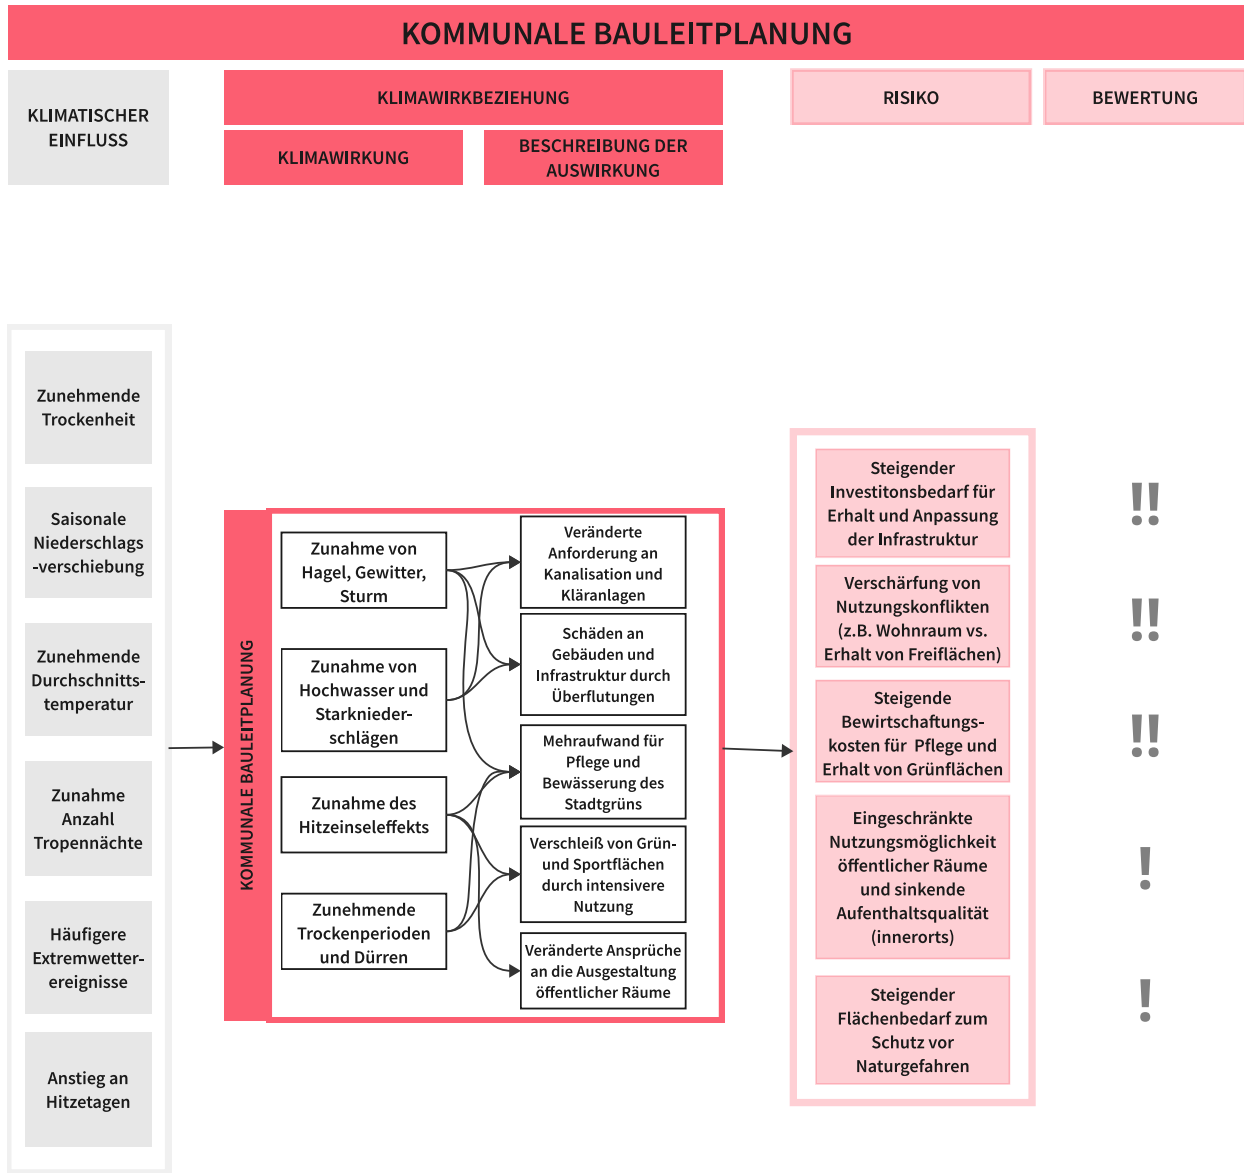 KOMMUNALE BAULEITPLANUNG
KLIMATISCHER
EINFLUSS
KLIMAWIRKBEZIEHUNG
KLIMAWIRKUNG
BESCHREIBUNG DER
AUSWIRKUNG
RISIKO
BEWERTUNG
Zunehmende
Trockenheit
Saisonale
Niederschlags
-verschiebung
Zunehmende
Durchschnitts-
temperatur
Zunahme
Anzahl
Tropennächte
Häufigere
Extremwetter-
ereignisse
Anstieg an
Hitzetagen
KOMMUNALE BAULEITPLANUNG
Zunahme von
Hagel, Gewitter,
Sturm
Zunahme von
Hochwasser und
Starknieder-
schlägen
Zunahme des
Hitzeinseleffekts
Zunehmende
Trockenperioden
und Dürren
Veränderte
Anforderung an
Kanalisation und
Kläranlagen
Schäden an
Gebäuden und
Infrastruktur durch
Überflutungen
Mehraufwand für
Pflege und
Bewässerung des
Stadtgrüns
Verschleiß von Grün-
und Sportflächen
durch intensivere
Nutzung
Veränderte Ansprüche
an die Ausgestaltung
öffentlicher Räume
Steigender
Investitonsbedarf für
Erhalt und Anpassung
der Infrastruktur
!!
Verschärfung von
Nutzungskonflikten
(z.B. Wohnraum vs.
Erhalt von Freiflächen)
!!
Steigende
Bewirtschaftungs-
kosten für Pflege und
Erhalt von Grünflächen
!!
Eingeschränkte
Nutzungsmöglichkeit
öffentlicher Räume
und sinkende
Aufenthaltsqualität
(innerorts)
!
Steigender
Flächenbedarf zum
Schutz vor
Naturgefahren
!